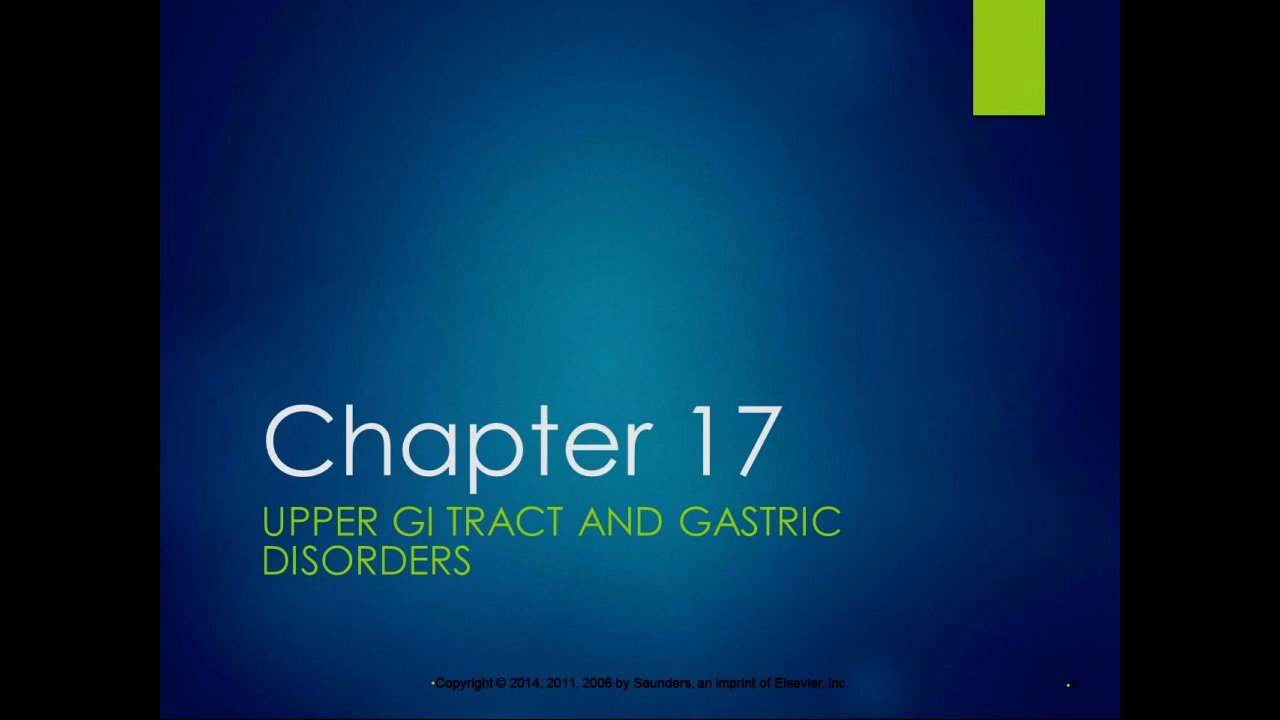 Chapter 17
UPPER GI TRACT AND GASTRIC
DISORDERS
•Copyright © 2014, 2011, 2006 by Saunders, an imprint of Elsevier, Inc.